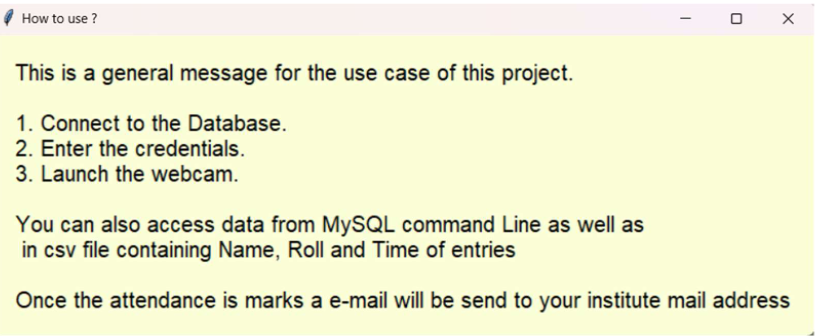 How to use ?
This is a general message for the use case of this project.
1. Connect to the Database.
2. Enter the credentials.
3. Launch the webcam.
You can also access data from MySQL command Line as well as
in csv file containing Name, Roll and Time of entries
Once the attendance is marks a e-mail will be send to your institute mail address